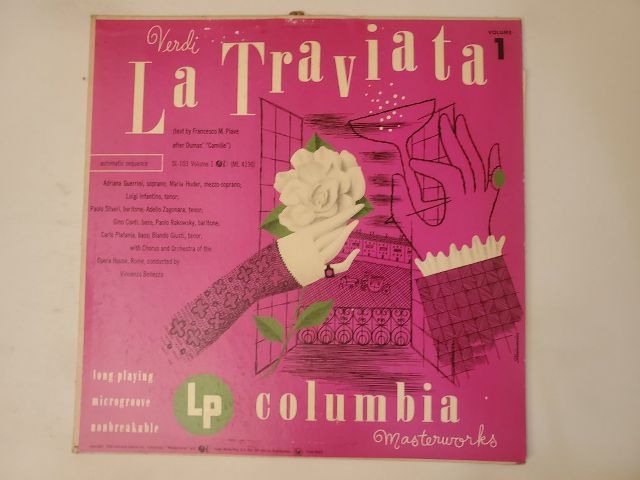 Verdi
VOLUME
1
La Traviata
(text by Francesco M. Piave
after Dumas' "Camille")
automatic sequence
SL-103 Volume 1 (ML 4230)
Adriana Guerrini, soprano; Maria Huder, mezzo-soprano;
Luigi Infantino, tenor;
Paolo Silveri, baritone; Adelio Zagonara, tenor;
Gino Conti, bass; Paolo Rakowsky, baritone;
Carlo Platania, bass; Blando Giusti, tenor,
with Chorus and Orchestra of the
Opera House, Rome, conducted by
Vincenzo Bellezza
long playing
microgroove
nonbreakable
Lp
columbia
Masterworks